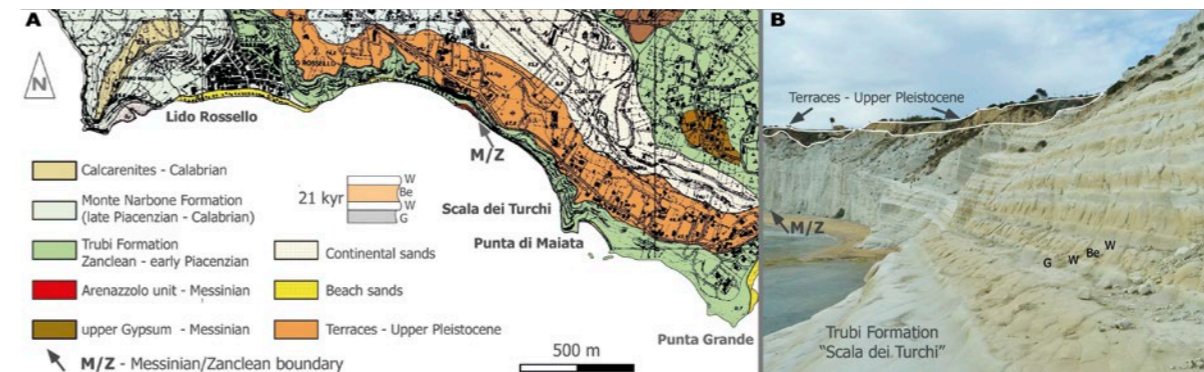 A
N
Lido Rossello
M/Z
Scala dei Turchi
Punta di Maiata
Punta Grande
Calcarenites - Calabrian
Monte Narbone Formation
(late Piacenzian - Calabrian)
Trubi Formation
Zanclean - early Piacenzian
Arenazzolo unit - Messinian
upper Gypsum - Messinian
M/Z - Messinian/Zanclean boundary
21 kyr
W
Be
W
G
Continental sands
Beach sands
Terraces - Upper Pleistocene
500 m
B
Terraces - Upper Pleistocene
M/Z
G W Be W
Trubi Formation
"Scala dei Turchi"